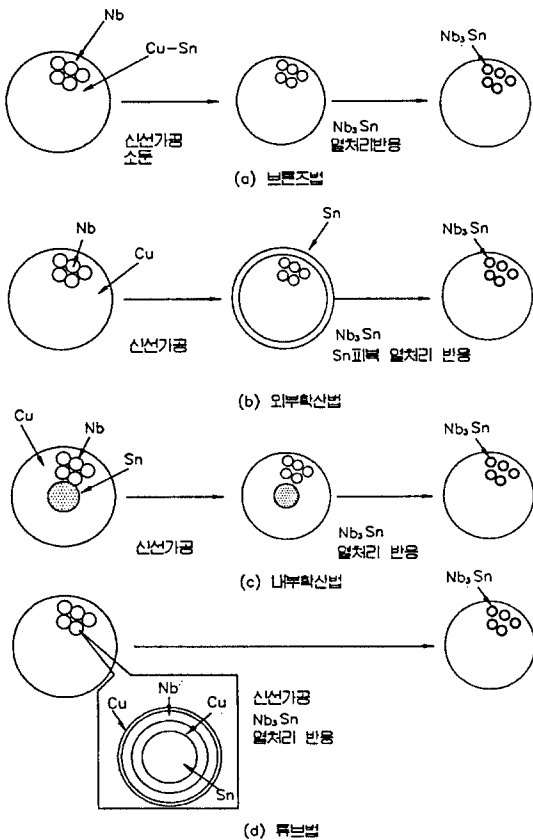 Nb
Cu-Sn
Nb₃Sn
신선가공
소둔
Nb₃Sn
열처리반응
(a) 브론즈법
Nb
Cu
Sn
Nb₃Sn
신선가공
Nb₃Sn
Sn피복 열처리 반응
(b) 외부확산법
Cu
Nb
Sn
Nb₃Sn
신선가공
Nb₃Sn
열처리 반응
(c) 내부확산법
Nb₃Sn
Cu
Nb
Cu
Sn
신선가공
Nb₃Sn
열처리 반응
(d) 튜브법